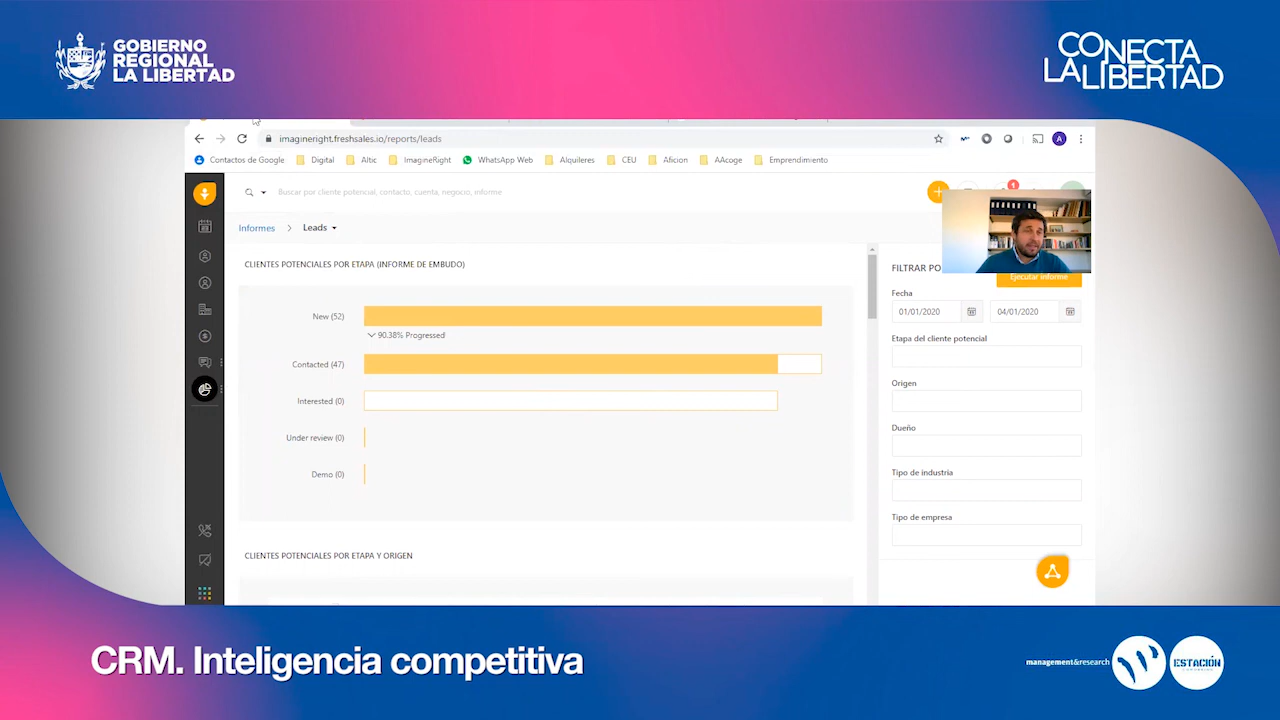 GOBIERNO
REGIONAL
LA LIBERTAD
CONECTA
LA LIBERTAD
imagineright.freshsales.io/reports/leads
A
Contactos de Google
Digital
Altic
ImagineRight
WhatsApp Web
Alquileres
CEU
Aficion
AAcoge
Emprendimiento
Buscar por cliente potencial, contacto, cuenta, negocio, informe
1
Informes > Leads
CLIENTES POTENCIALES POR ETAPA (INFORME DE EMBUDO)
New (52)
90.38% Progressed
Contacted (47)
Interested (0)
Under review (0)
Demo (0)
CLIENTES POTENCIALES POR ETAPA Y ORIGEN
FILTRAR PO
Ejecutar informe
Fecha
01/01/2020
04/01/2020
Etapa del cliente potencial
Origen
Dueño
Tipo de industria
Tipo de empresa
CRM. Inteligencia competitiva
management&research
ESTACIÓN